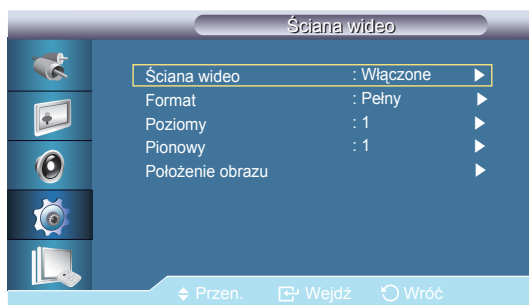 Ściana wideo
Ściana wideo : Włączone
Format : Pełny
Poziomy : 1
Pionowy : 1
Położenie obrazu
Przen. Wejdź Wróć